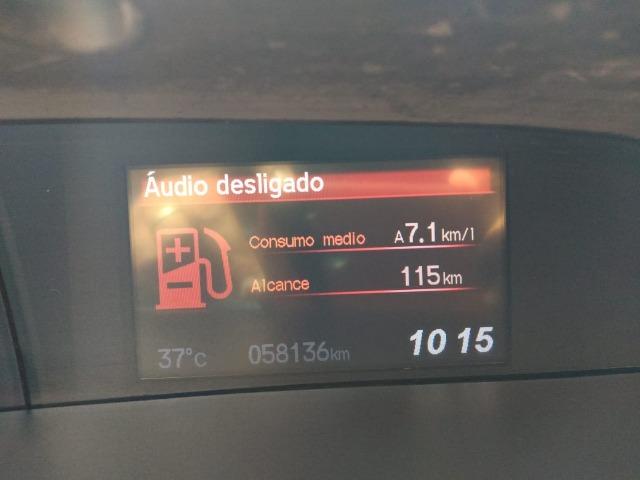 Áudio desligado
Consumo medio A7.1 km/l
Alcance 115 km
37°C 058136km 10 15